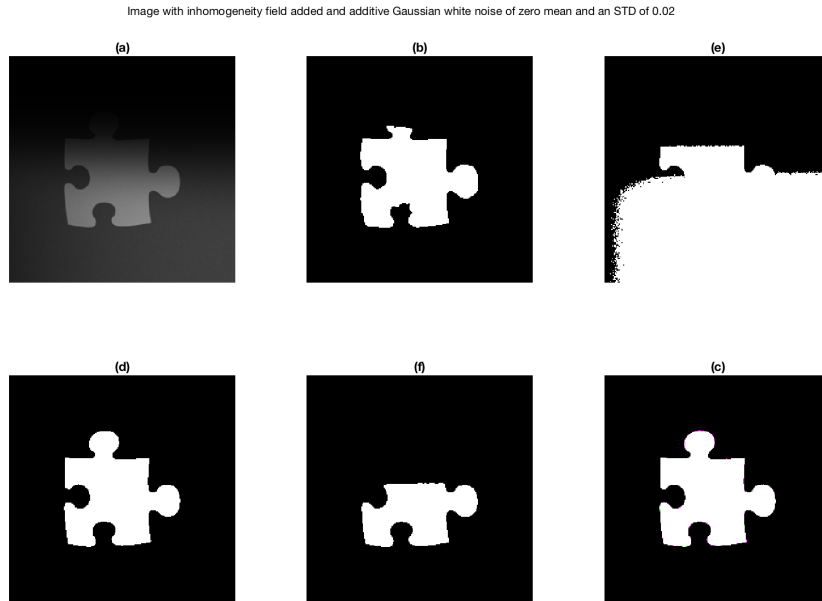 Image with inhomogeneity field added and additive Gaussian white noise of zero mean and an STD of 0.02
(a)
(b)
(e)
(d)
(f)
(c)